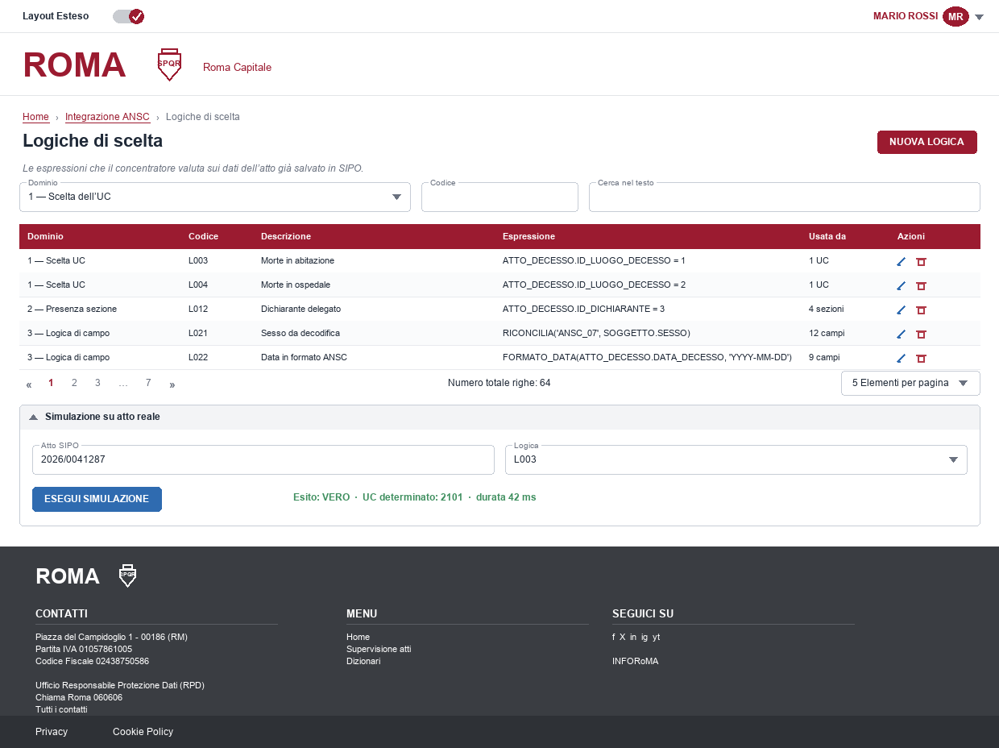 Layout Esteso
MARIO ROSSI MR
ROMA SPQR Roma Capitale
Home › Integrazione ANSC › Logiche di scelta
Logiche di scelta
NUOVA LOGICA
Le espressioni che il concentratore valuta sui dati dell'atto già salvato in SIPO.
Dominio Codice Cerca nel testo
1 — Scelta dell'UC
Dominio Codice Descrizione Espressione Usata da Azioni
1 — Scelta UC L003 Morte in abitazione ATTO_DECESSO.ID_LUOGO_DECESSO = 1 1 UC
1 — Scelta UC L004 Morte in ospedale ATTO_DECESSO.ID_LUOGO_DECESSO = 2 1 UC
2 — Presenza sezione L012 Dichiarante delegato ATTO_DECESSO.ID_DICHIARANTE = 3 4 sezioni
3 — Logica di campo L021 Sesso da decodifica RICONCILIA('ANSC_07', SOGGETTO.SESSO) 12 campi
3 — Logica di campo L022 Data in formato ANSC FORMATO_DATA(ATTO_DECESSO.DATA_DECESSO, 'YYYY-MM-DD') 9 campi
« 1 2 3 … 7 » Numero totale righe: 64 5 Elementi per pagina
Simulazione su atto reale
Atto SIPO Logica
2026/0041287 L003
ESEGUI SIMULAZIONE Esito: VERO · UC determinato: 2101 · durata 42 ms
ROMA SPQR
CONTATTI MENU SEGUICI SU
Piazza del Campidoglio 1 - 00186 (RM) Home f X in ig yt
Partita IVA 01057861005 Supervisione atti
Codice Fiscale 02438750586 Dizionari INFORoMA
Ufficio Responsabile Protezione Dati (RPD)
Chiama Roma 060606
Tutti i contatti
Privacy Cookie Policy